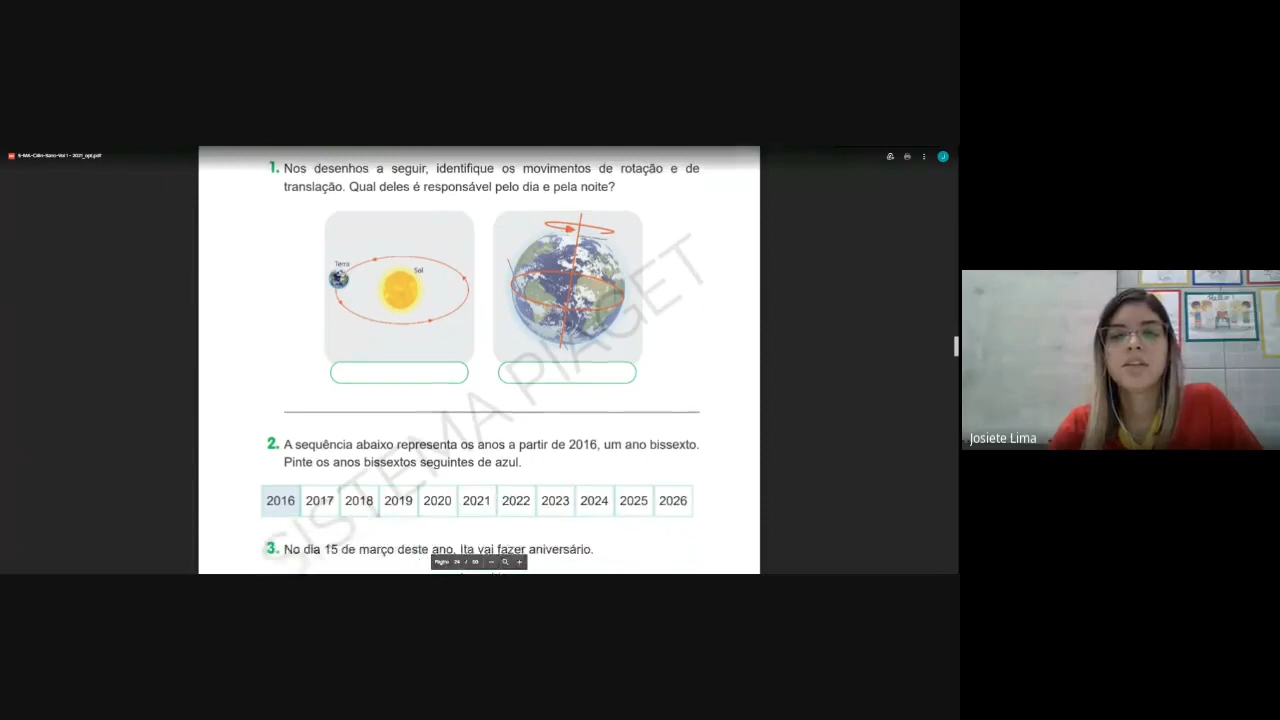 1. Nos desenhos a seguir, identifique os movimentos de rotação e de
translação. Qual deles é responsável pelo dia e pela noite?
Terra
Sol
2. A sequência abaixo representa os anos a partir de 2016, um ano bissexto.
Pinte os anos bissextos seguintes de azul.
2016 2017 2018 2019 2020 2021 2022 2023 2024 2025 2026
3. No dia 15 de março deste ano, Ita vai fazer aniversário.
Página 24 / 50
SISTEMA PIAGET
J
Josiete Lima